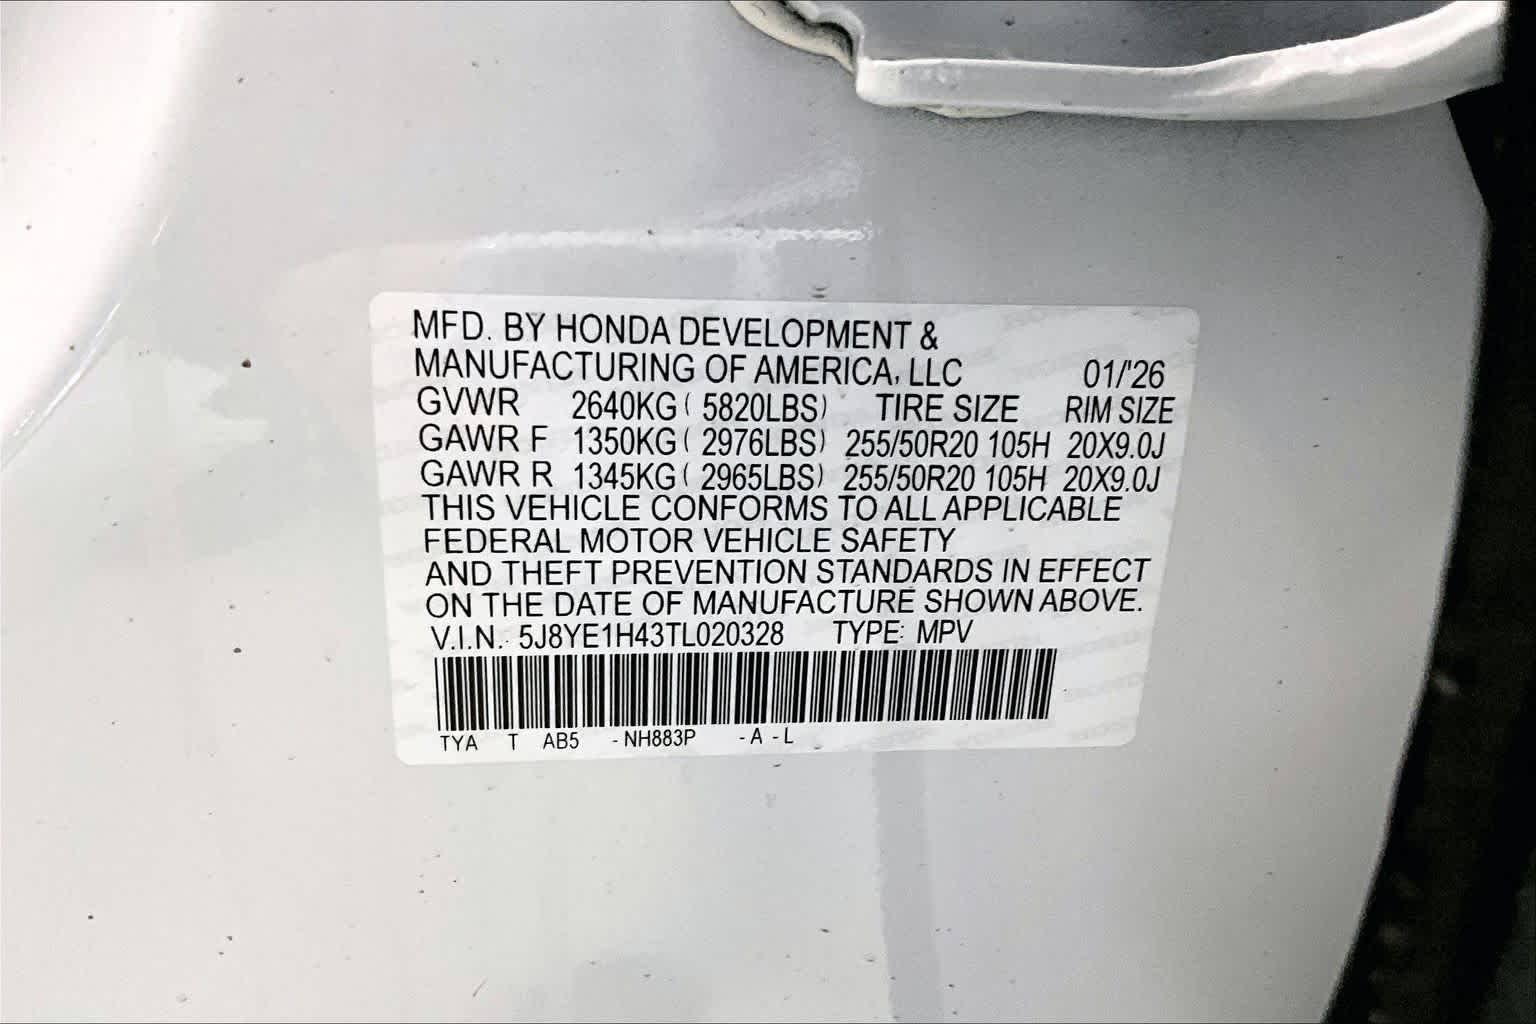 MFD. BY HONDA DEVELOPMENT &
MANUFACTURING OF AMERICA, LLC 01/'26
GVWR 2640KG ( 5820LBS) TIRE SIZE RIM SIZE
GAWR F 1350KG ( 2976LBS) 255/50R20 105H 20X9.0J
GAWR R 1345KG ( 2965LBS) 255/50R20 105H 20X9.0J
THIS VEHICLE CONFORMS TO ALL APPLICABLE
FEDERAL MOTOR VEHICLE SAFETY
AND THEFT PREVENTION STANDARDS IN EFFECT
ON THE DATE OF MANUFACTURE SHOWN ABOVE.
V.I.N.: 5J8YE1H43TL020328 TYPE: MPV
TYA T AB5 - NH883P - A - L